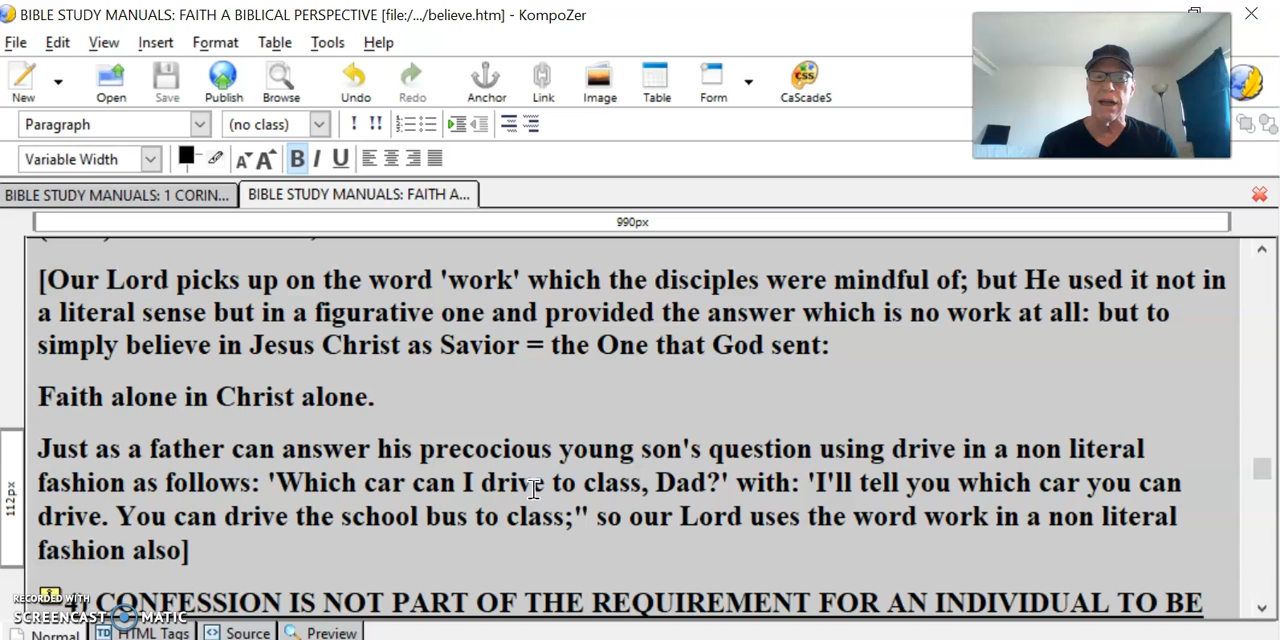 BIBLE STUDY MANUALS: FAITH A BIBLICAL PERSPECTIVE [file:/.../believe.htm] - KompoZer
File Edit View Insert Format Table Tools Help
New Open Save Publish Browse Undo Redo Anchor Link Image Table Form CaScadeS
Paragraph (no class) ! !!
Variable Width A A B I U
BIBLE STUDY MANUALS: 1 CORIN... BIBLE STUDY MANUALS: FAITH A...
990px
[Our Lord picks up on the word 'work' which the disciples were mindful of; but He used it not in
a literal sense but in a figurative one and provided the answer which is no work at all: but to
simply believe in Jesus Christ as Savior = the One that God sent:
Faith alone in Christ alone.
Just as a father can answer his precocious young son's question using drive in a non literal
fashion as follows: 'Which car can I drive to class, Dad?' with: 'I'll tell you which car you can
drive. You can drive the school bus to class;" so our Lord uses the word work in a non literal
fashion also]
112px
CONFESSION IS NOT PART OF THE REQUIREMENT FOR AN INDIVIDUAL TO BE
RECORDED WITH
SCREENCAST MATIC
Normal TD HTML Tags <> Source Preview